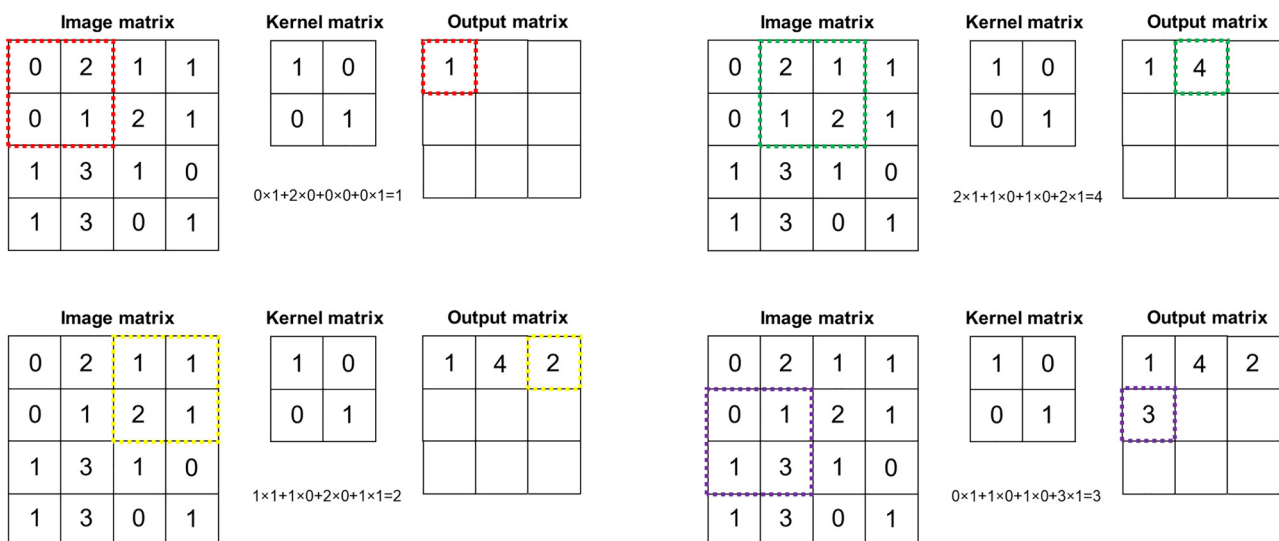 Image matrix Kernel matrix Output matrix
0 2 1 1 1 0 1
0 1 2 1 0 1
1 3 1 0
0×1+2×0+0×0+0×1=1
1 3 0 1
Image matrix Kernel matrix Output matrix
0 2 1 1 1 0 1 4
0 1 2 1 0 1
1 3 1 0
2×1+1×0+1×0+2×1=4
1 3 0 1
Image matrix Kernel matrix Output matrix
0 2 1 1 1 0 1 4 2
0 1 2 1 0 1
1 3 1 0
1×1+1×0+2×0+1×1=2
1 3 0 1
Image matrix Kernel matrix Output matrix
0 2 1 1 1 0 1 4 2
0 1 2 1 0 1 3
1 3 1 0
0×1+1×0+1×0+3×1=3
1 3 0 1